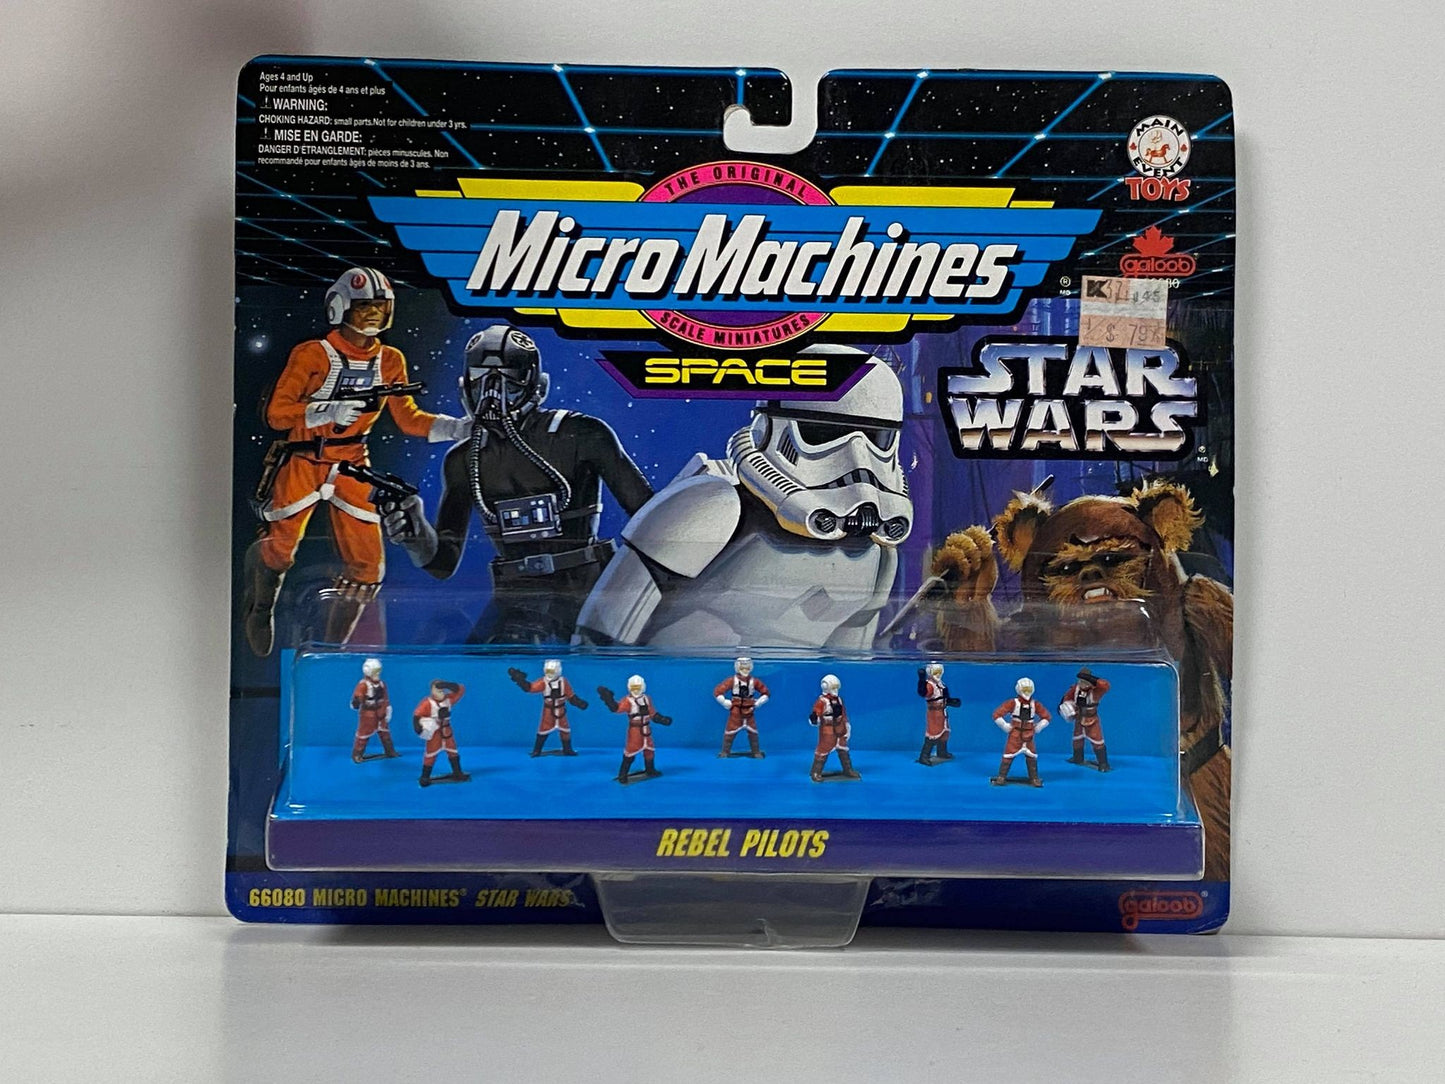 Ages 4 and Up
Pour enfants âgés de 4 ans et plus
! WARNING:
CHOKING HAZARD: small parts. Not for children under 3 yrs.
! MISE EN GARDE:
DANGER D'ETRANGLEMENT: pièces minuscules. Non
recommandé pour enfants âgés de moins de 3 ans.
MAIN EVENT
TOYS
galoob
THE ORIGINAL
Micro Machines
® MD
SCALE MINIATURES
SPACE
K
$
STAR
WARS
® MD
REBEL PILOTS
66080 MICRO MACHINES® STAR WARS
galoob®